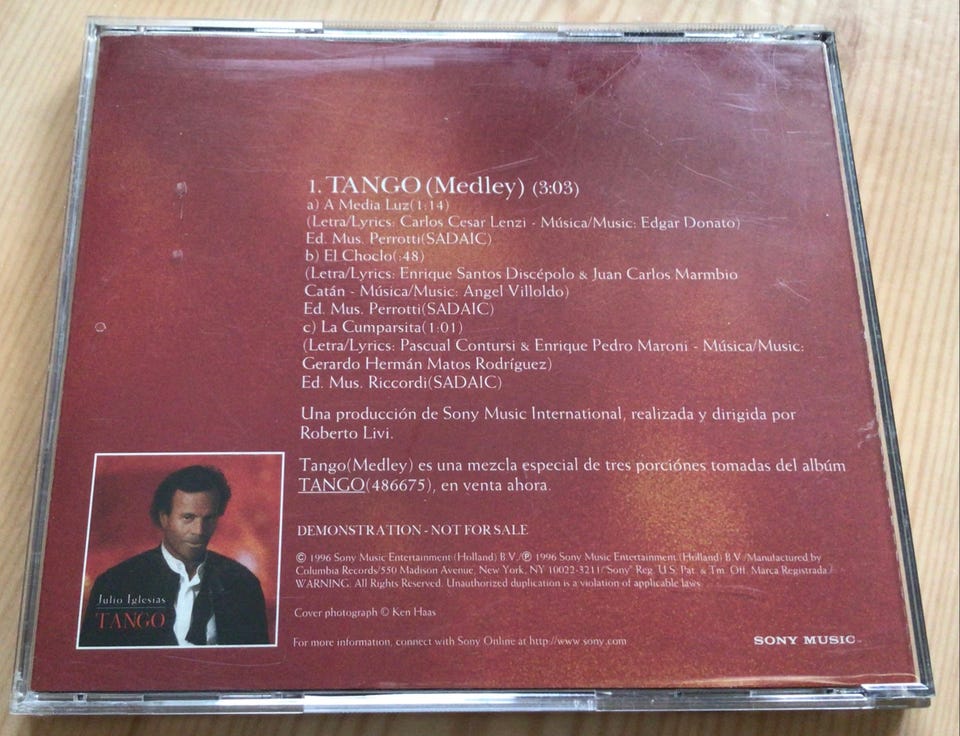 1. TANGO (Medley) (3:03)
a) A Media Luz(1:14)
(Letra/Lyrics: Carlos Cesar Lenzi - Música/Music: Edgar Donato)
Ed. Mus. Perrotti(SADAIC)
b) El Choclo(:48)
(Letra/Lyrics: Enrique Santos Discépolo & Juan Carlos Marmbio
Catán - Música/Music: Angel Villoldo)
Ed. Mus. Perrotti(SADAIC)
c) La Cumparsita(1:01)
(Letra/Lyrics: Pascual Contursi & Enrique Pedro Maroni - Música/Music:
Gerardo Hermán Matos Rodríguez)
Ed. Mus. Riccordi(SADAIC)
Una producción de Sony Music International, realizada y dirigida por
Roberto Livi.
Tango(Medley) es una mezcla especial de tres porciónes tomadas del albúm
TANGO(486675), en venta ahora.
DEMONSTRATION - NOT FOR SALE
© 1996 Sony Music Entertainment (Holland) B.V./℗ 1996 Sony Music Entertainment (Holland) B.V./Manufactured by
Columbia Records/550 Madison Avenue, New York, NY 10022-3211/"Sony" Reg. U.S. Pat. & Tm. Off. Marca Registrada./
WARNING. All Rights Reserved. Unauthorized duplication is a violation of applicable laws.
Cover photograph © Ken Haas
For more information, connect with Sony Online at http://www.sony.com
SONY MUSIC
Julio Iglesias
TANGO